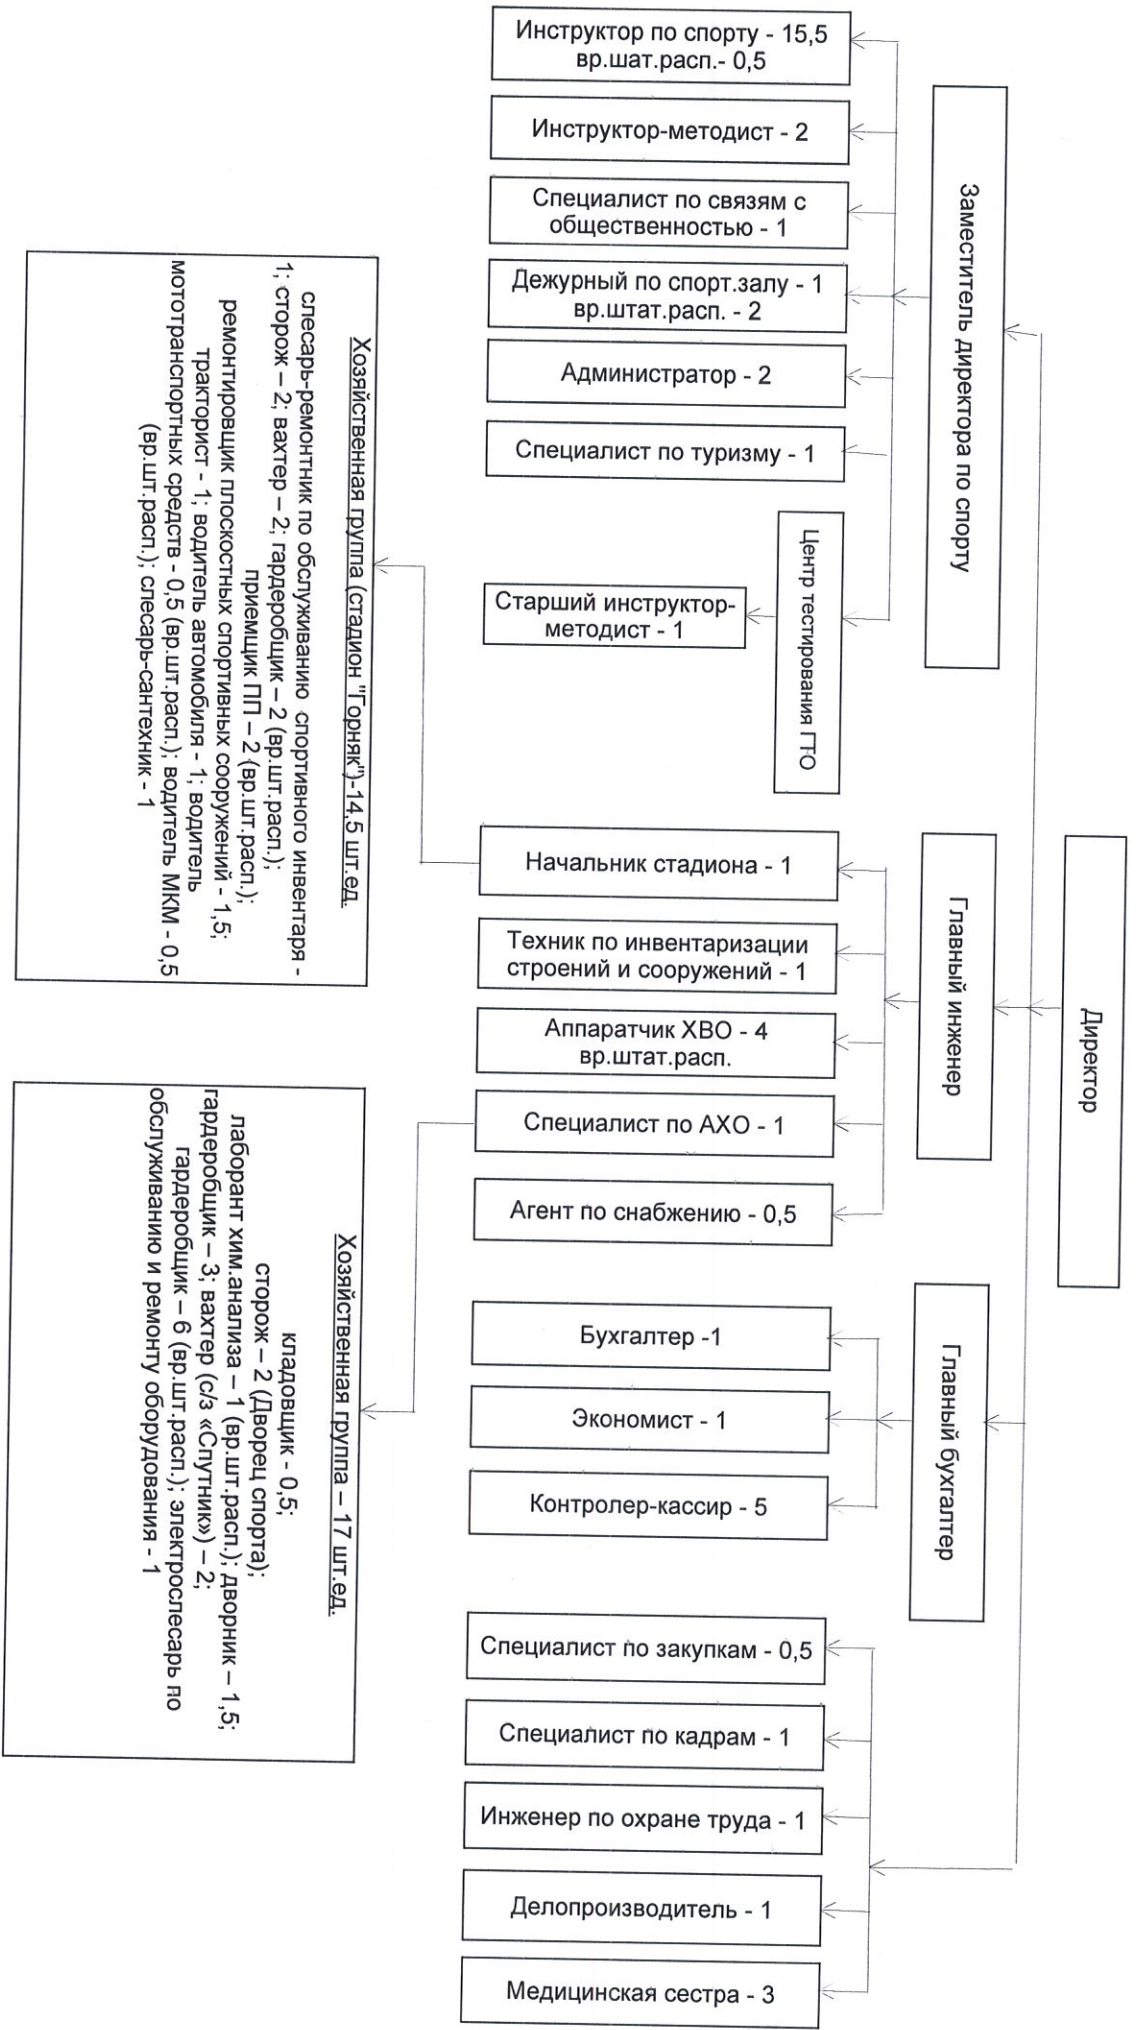 Директор
Заместитель директора по спорту
Главный инженер
Главный бухгалтер
Инструктор по спорту - 15,5
вр.шат.расп.- 0,5
Инструктор-методист - 2
Специалист по связям с
общественностью - 1
Дежурный по спорт.залу - 1
вр.штат.расп. - 2
Администратор - 2
Специалист по туризму - 1
Центр тестирования ГТО
Старший инструктор-
методист - 1
Начальник стадиона - 1
Техник по инвентаризации
строений и сооружений - 1
Аппаратчик ХВО - 4
вр.штат.расп.
Специалист по АХО - 1
Агент по снабжению - 0,5
Бухгалтер -1
Экономист - 1
Контролер-кассир - 5
Специалист по закупкам - 0,5
Специалист по кадрам - 1
Инженер по охране труда - 1
Делопроизводитель - 1
Медицинская сестра - 3
Хозяйственная группа (стадион "Горняк")-14,5 шт.ед.
слесарь-ремонтник по обслуживанию спортивного инвентаря -
1; сторож – 2; вахтер – 2; гардеробщик – 2 (вр.шт.расп.);
приемщик ПП – 2 (вр.шт.расп.);
ремонтировщик плоскостных спортивных сооружений - 1,5;
тракторист - 1; водитель автомобиля - 1; водитель
мототранспортных средств - 0,5 (вр.шт.расп.); водитель МКМ - 0,5
(вр.шт.расп.); слесарь-сантехник - 1
Хозяйственная группа – 17 шт.ед.
кладовщик - 0,5;
сторож – 2 (Дворец спорта);
лаборант хим.анализа – 1 (вр.шт.расп.); дворник – 1,5;
гардеробщик – 3; вахтер (с/з «Спутник») – 2;
гардеробщик – 6 (вр.шт.расп.); электрослесарь по
обслуживанию и ремонту оборудования - 1